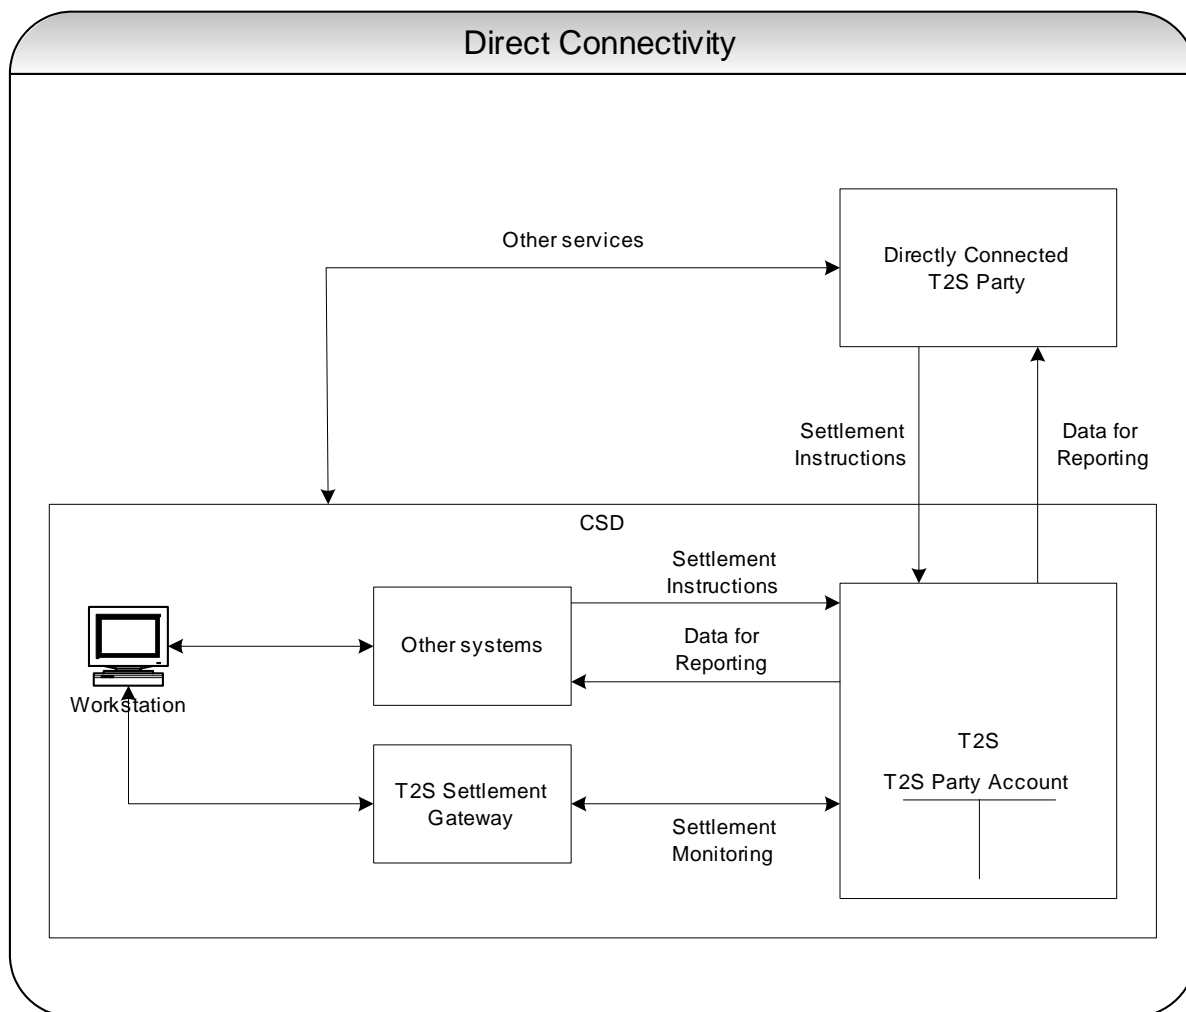 Direct Connectivity
Other services
Directly Connected
T2S Party
Settlement
Instructions
Data for
Reporting
CSD
Settlement
Instructions
Other systems
Data for
Reporting
Workstation
T2S Settlement
Gateway
Settlement
Monitoring
T2S
T2S Party Account